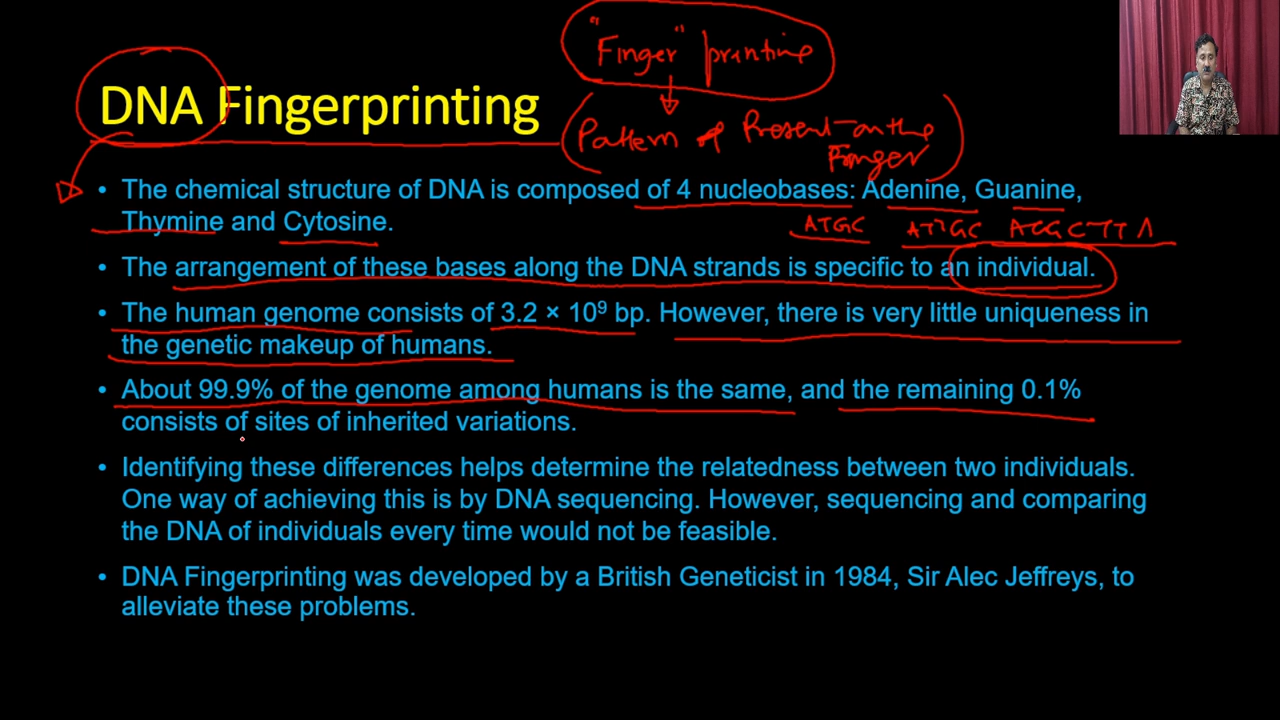 "Finger" printing
DNA Fingerprinting
Pattern of Present on the
Finger
• The chemical structure of DNA is composed of 4 nucleobases: Adenine, Guanine,
Thymine and Cytosine.
ATGC ATTGC ACGCTTA
• The arrangement of these bases along the DNA strands is specific to an individual.
• The human genome consists of 3.2 × 10⁹ bp. However, there is very little uniqueness in
the genetic makeup of humans.
• About 99.9% of the genome among humans is the same, and the remaining 0.1%
consists of sites of inherited variations.
• Identifying these differences helps determine the relatedness between two individuals.
One way of achieving this is by DNA sequencing. However, sequencing and comparing
the DNA of individuals every time would not be feasible.
• DNA Fingerprinting was developed by a British Geneticist in 1984, Sir Alec Jeffreys, to
alleviate these problems.